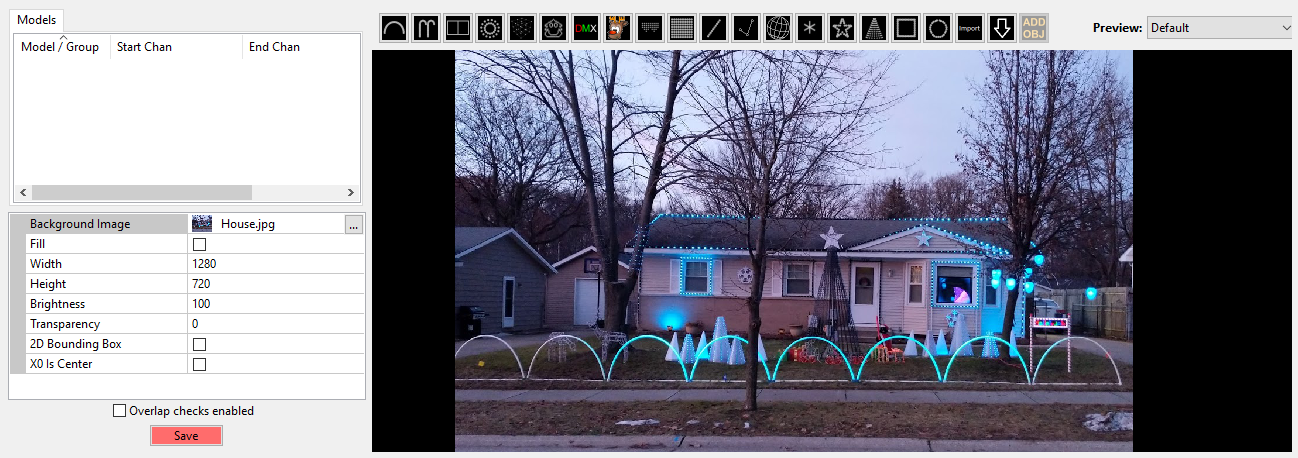 Models
Model / Group Start Chan End Chan
Background Image House.jpg ...
Fill
Width 1280
Height 720
Brightness 100
Transparency 0
2D Bounding Box
X0 Is Center
Overlap checks enabled
Save
DMX
Import
ADD
OBJ
Preview: Default